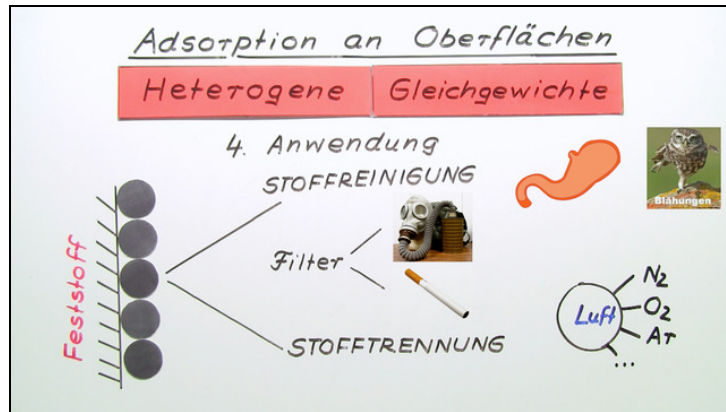 Adsorption an Oberflächen
Heterogene Gleichgewichte
4. Anwendung
STOFFREINIGUNG
Blähungen
Feststoff
Filter
STOFFTRENNUNG
Luft
N2
O2
Ar
...